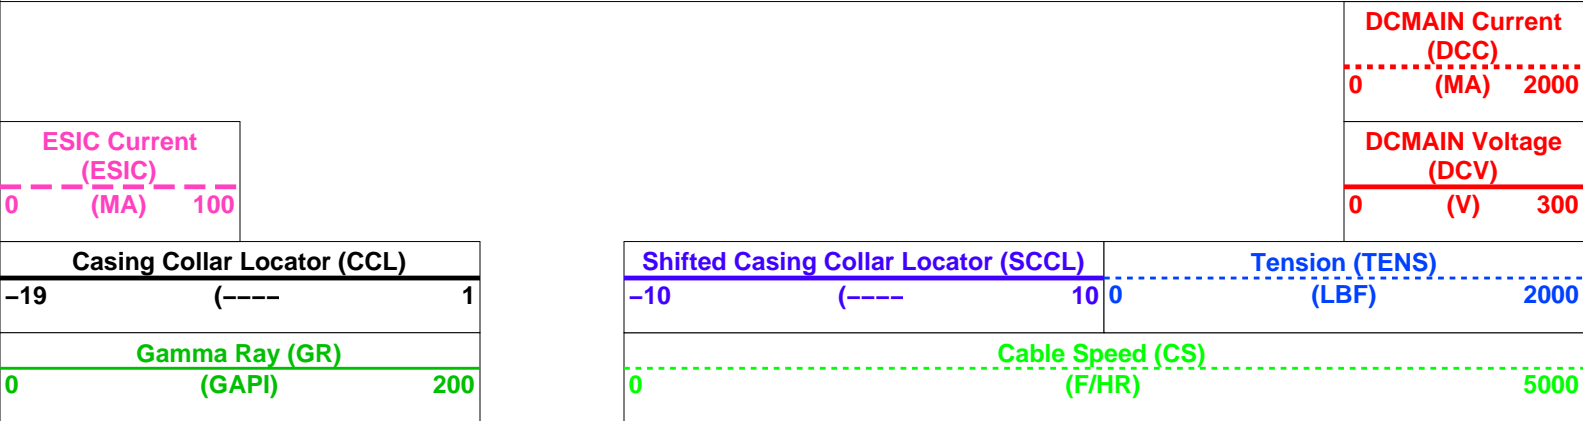 DCMAIN Current
(DCC)
0 (MA) 2000
ESIC Current
(ESIC)
0 (MA) 100
DCMAIN Voltage
(DCV)
0 (V) 300
Casing Collar Locator (CCL)
−19 (−−−− 1
Shifted Casing Collar Locator (SCCL)
−10 (−−−− 10
Tension (TENS)
0 (LBF) 2000
Gamma Ray (GR)
0 (GAPI) 200
Cable Speed (CS)
0 (F/HR) 5000